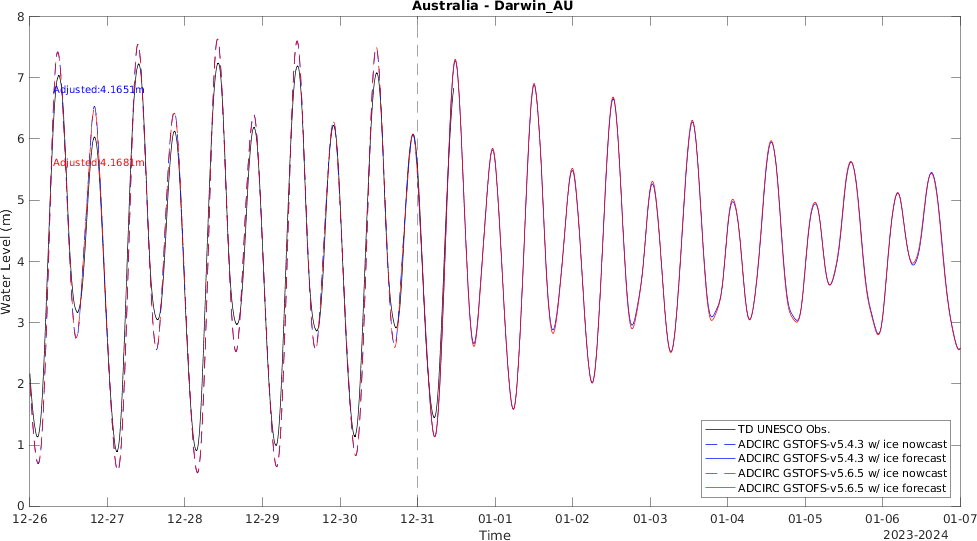 Australia - Darwin_AU
8
7
Adjusted:4.1651m
6
Adjusted:4.1681m
5
4
3
2
1
0
Water Level (m)
TD UNESCO Obs.
ADCIRC GSTOFS-v5.4.3 w/ ice nowcast
ADCIRC GSTOFS-v5.4.3 w/ ice forecast
ADCIRC GSTOFS-v5.6.5 w/ ice nowcast
ADCIRC GSTOFS-v5.6.5 w/ ice forecast
12-26 12-27 12-28 12-29 12-30 12-31 01-01 01-02 01-03 01-04 01-05 01-06 01-07
Time
2023-2024